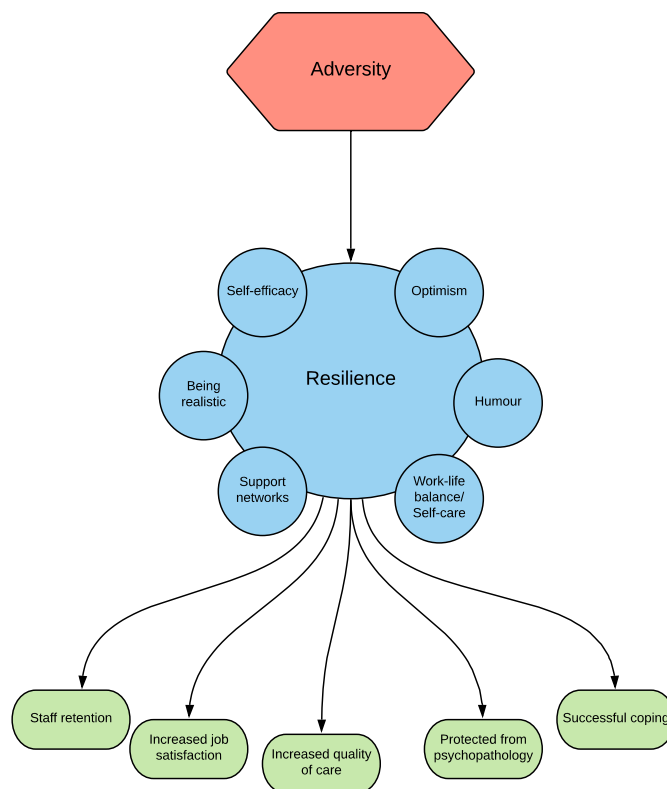 Adversity
Self-efficacy
Optimism
Resilience
Being
realistic
Humour
Support
networks
Work-life
balance/
Self-care
Staff retention
Increased job
satisfaction
Increased quality
of care
Protected from
psychopathology
Successful coping